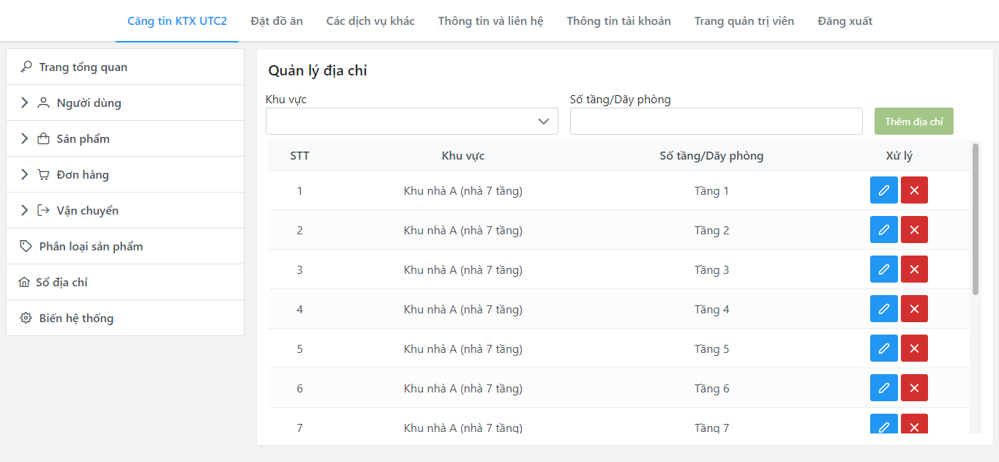 Căng tin KTX UTC2 Đặt đồ ăn Các dịch vụ khác Thông tin và liên hệ Thông tin tài khoản Trang quản trị viên Đăng xuất
Trang tổng quan
Người dùng
Sản phẩm
Đơn hàng
Vận chuyển
Phân loại sản phẩm
Sổ địa chỉ
Biến hệ thống
Quản lý địa chỉ
Khu vực Số tầng/Dãy phòng
Thêm địa chỉ
STT Khu vực Số tầng/Dãy phòng Xử lý
1 Khu nhà A (nhà 7 tầng) Tầng 1
2 Khu nhà A (nhà 7 tầng) Tầng 2
3 Khu nhà A (nhà 7 tầng) Tầng 3
4 Khu nhà A (nhà 7 tầng) Tầng 4
5 Khu nhà A (nhà 7 tầng) Tầng 5
6 Khu nhà A (nhà 7 tầng) Tầng 6
7 Khu nhà A (nhà 7 tầng) Tầng 7